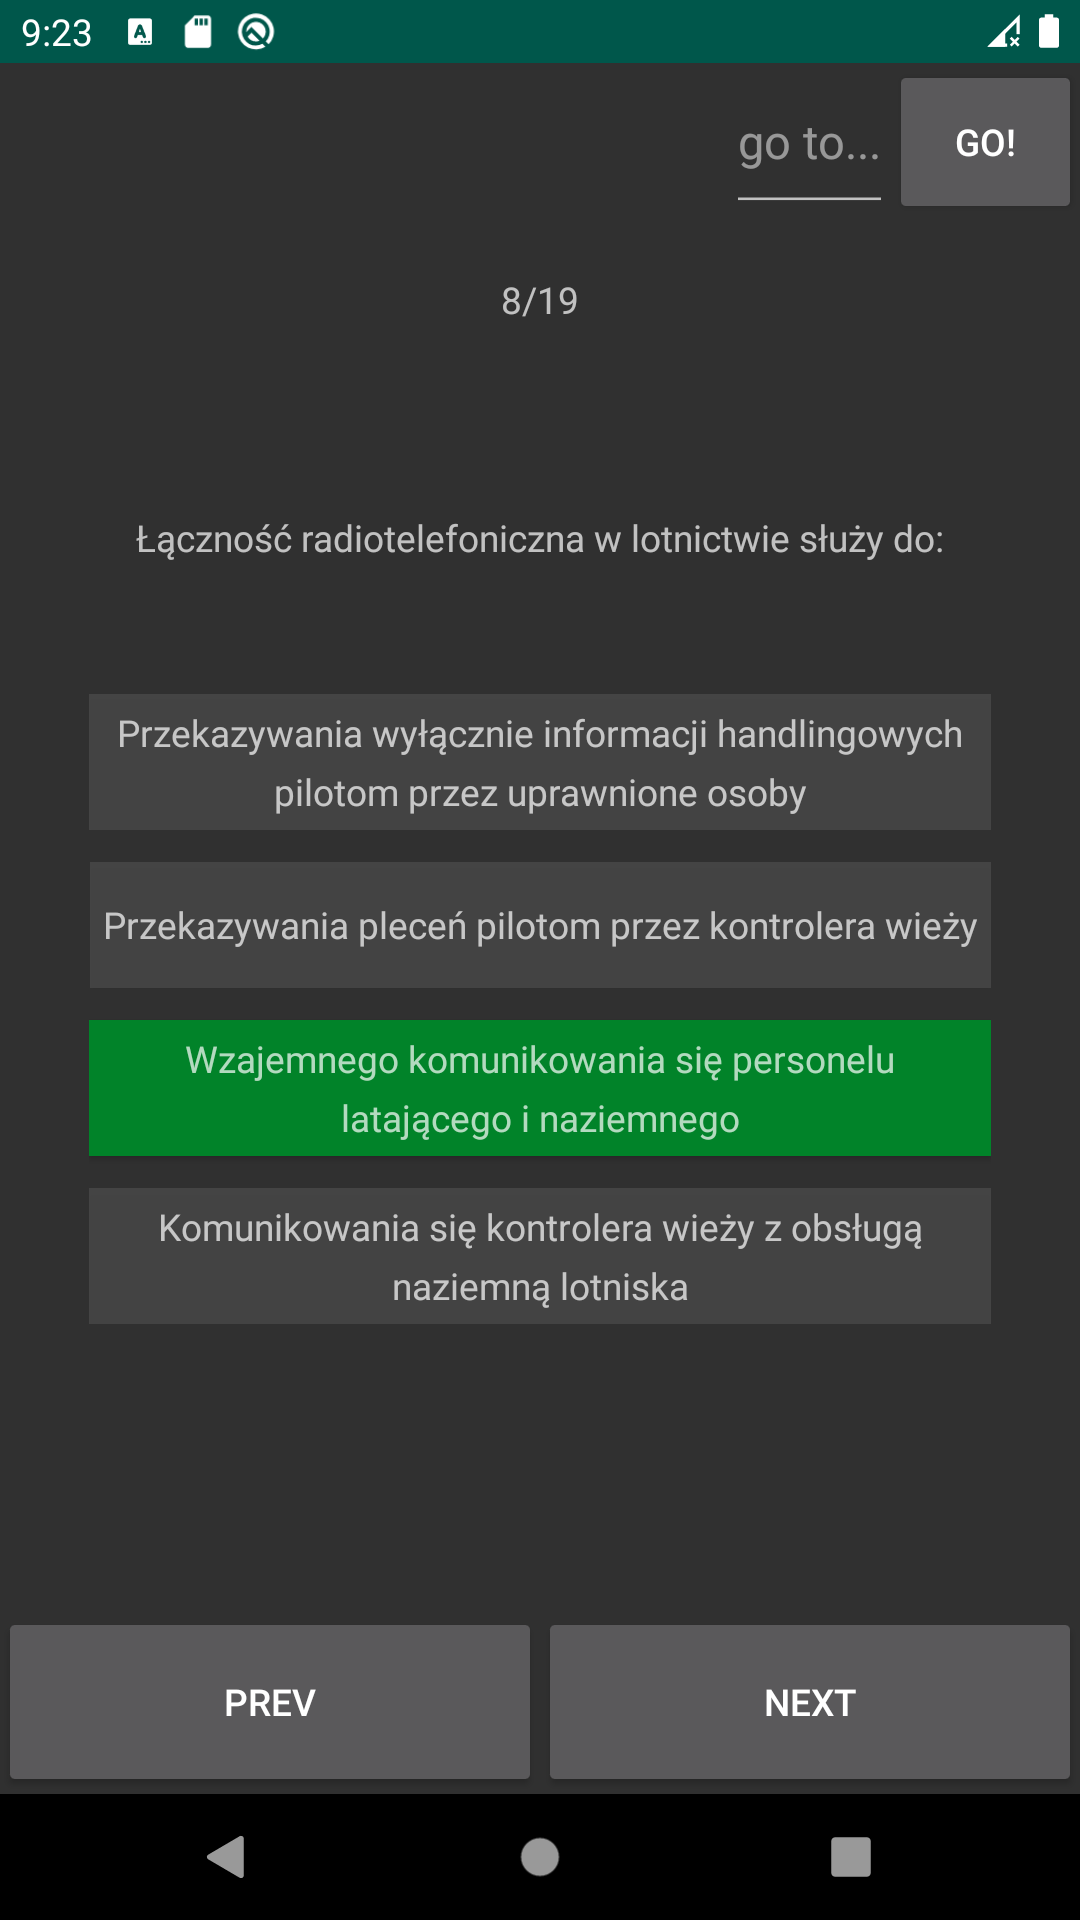 9:23
go to...
GO!
8/19
Łączność radiotelefoniczna w lotnictwie służy do:
Przekazywania wyłącznie informacji handlingowych
pilotom przez uprawnione osoby
Przekazywania pleceń pilotom przez kontrolera wieży
Wzajemnego komunikowania się personelu
latającego i naziemnego
Komunikowania się kontrolera wieży z obsługą
naziemną lotniska
PREV
NEXT